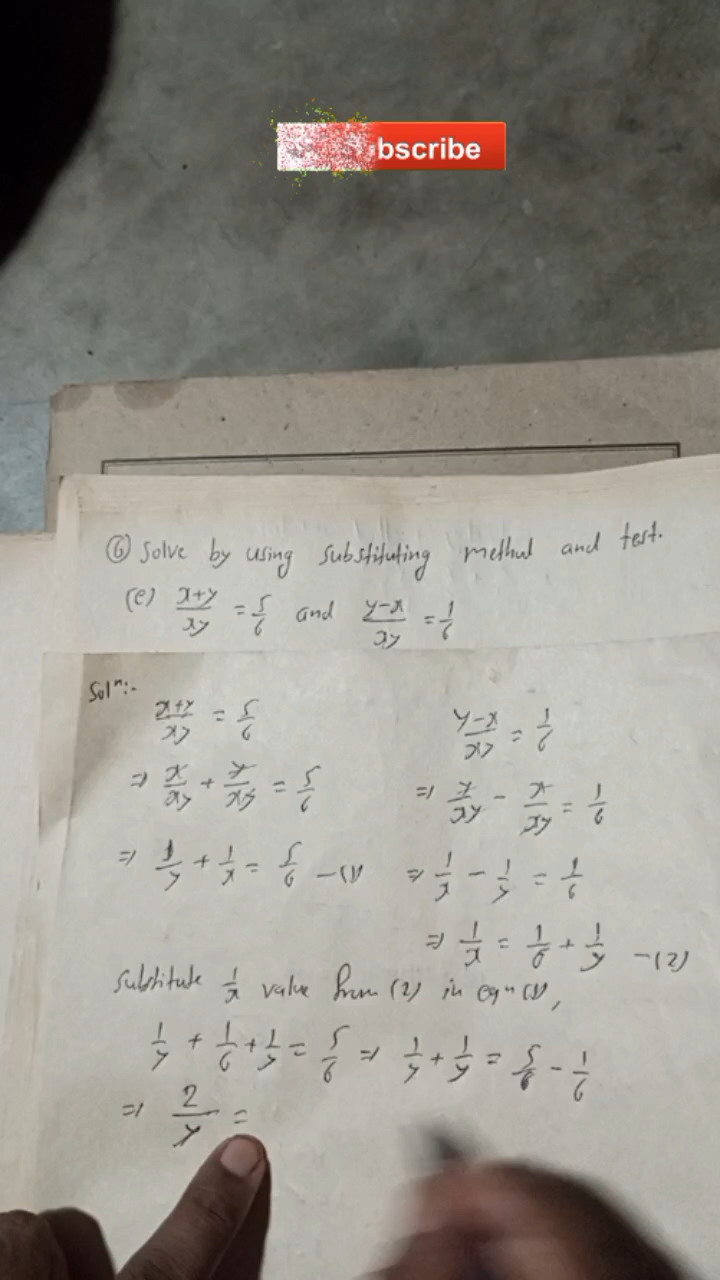 bscribe
⑥ Solve by using substituting method and test.
(e) x+y/xy = 5/6 and y-x/xy = 1/6
Solⁿ:-
x+y/xy = 5/6
y-x/xy = 1/6
⇒ x/xy + y/xy = 5/6
⇒ y/xy - x/xy = 1/6
⇒ 1/y + 1/x = 5/6 -(1)
⇒ 1/x - 1/y = 1/6
⇒ 1/x = 1/6 + 1/y -(2)
substitute 1/x value from (2) in eqn (1),
1/y + 1/6 + 1/y = 5/6 ⇒ 1/y + 1/y = 5/6 - 1/6
⇒ 2/y =